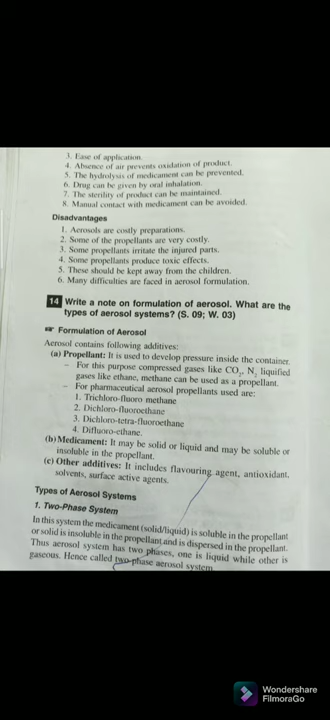 3. Ease of application.
4. Absence of air prevents oxidation of product.
5. The hydrolysis of medicament can be prevented.
6. Drug can be given by oral inhalation.
7. The sterility of product can be maintained.
8. Manual contact with medicament can be avoided.
Disadvantages
1. Aerosols are costly preparations.
2. Some of the propellants are very costly.
3. Some propellants irritate the injured parts.
4. Some propellants produce toxic effects.
5. These should be kept away from the children.
6. Many difficulties are faced in aerosol formulation.
14 Write a note on formulation of aerosol. What are the
types of aerosol systems? (S. 09; W. 03)
☞ Formulation of Aerosol
Aerosol contains following additives:
(a) Propellant: It is used to develop pressure inside the container.
– For this purpose compressed gases like CO₂, N₂ liquified
gases like ethane, methane can be used as a propellant.
– For pharmaceutical aerosol propellants used are:
1. Trichloro-fluoro methane
2. Dichloro-fluoroethane
3. Dichloro-tetra-fluoroethane
4. Difluoro-ethane.
(b) Medicament: It may be solid or liquid and may be soluble or
insoluble in the propellant.
(c) Other additives: It includes flavouring agent, antioxidant,
solvents, surface active agents.
Types of Aerosol Systems
1. Two-Phase System
In this system the medicament (solid/liquid) is soluble in the propellant
or solid is insoluble in the propellant and is dispersed in the propellant.
Thus aerosol system has two phases, one is liquid while other is
gaseous. Hence called two-phase aerosol system
Wondershare
FilmoraGo